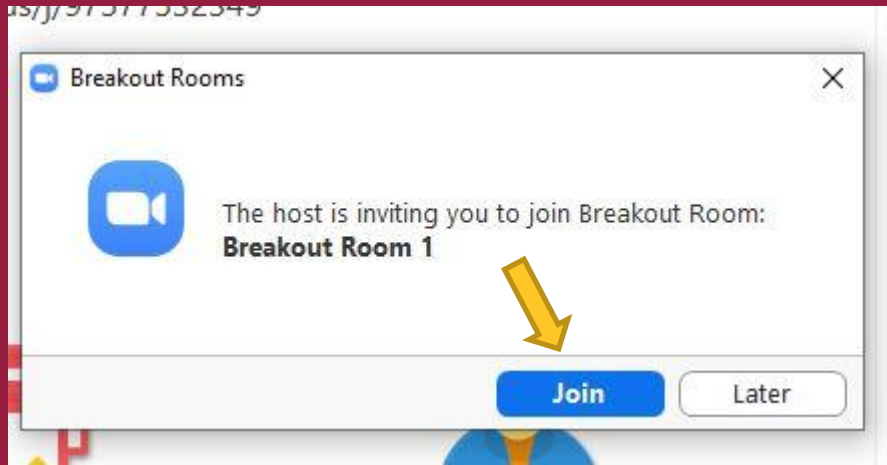 Breakout Rooms
The host is inviting you to join Breakout Room:
Breakout Room 1
Join
Later